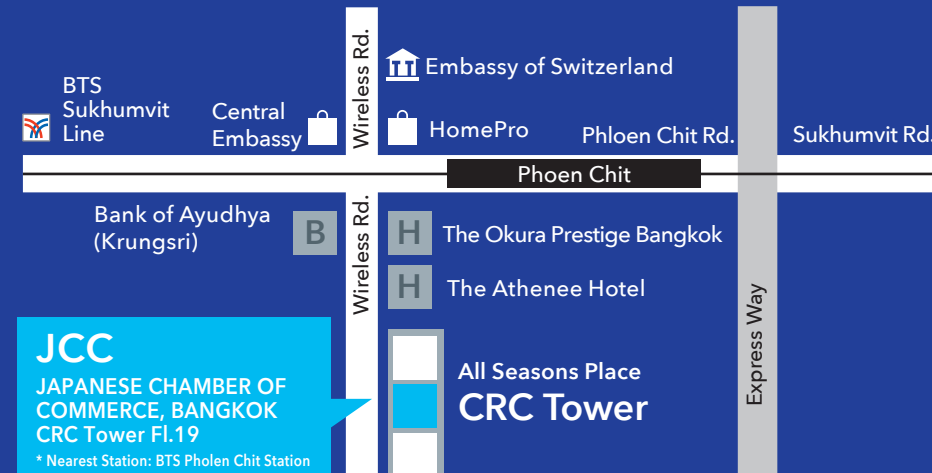 Wireless Rd.
Embassy of Switzerland
BTS
Sukhumvit
Line
Central
Embassy
HomePro
Phloen Chit Rd.
Sukhumvit Rd.
Phoen Chit
Bank of Ayudhya
(Krungsri)
B
Wireless Rd.
H
The Okura Prestige Bangkok
H
The Athenee Hotel
Express Way
JCC
JAPANESE CHAMBER OF
COMMERCE, BANGKOK
CRC Tower Fl.19
* Nearest Station: BTS Pholen Chit Station
All Seasons Place
CRC Tower